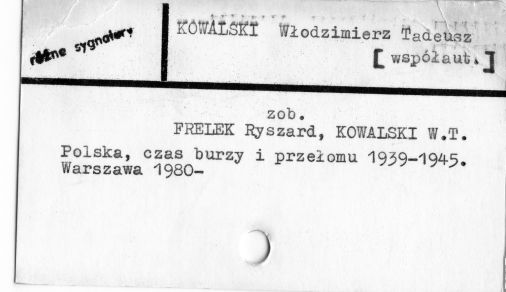 różne sygnatury
KOWALSKI Włodzimierz Tadeusz
[współaut.]
zob.
FRELEK Ryszard, KOWALSKI W.T.
Polska, czas burzy i przełomu 1939-1945.
Warszawa 1980-